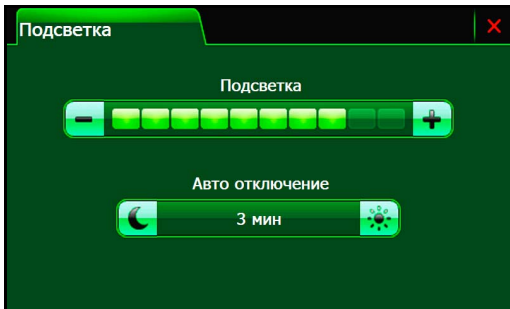 Подсветка
Подсветка
Авто отключение
3 мин